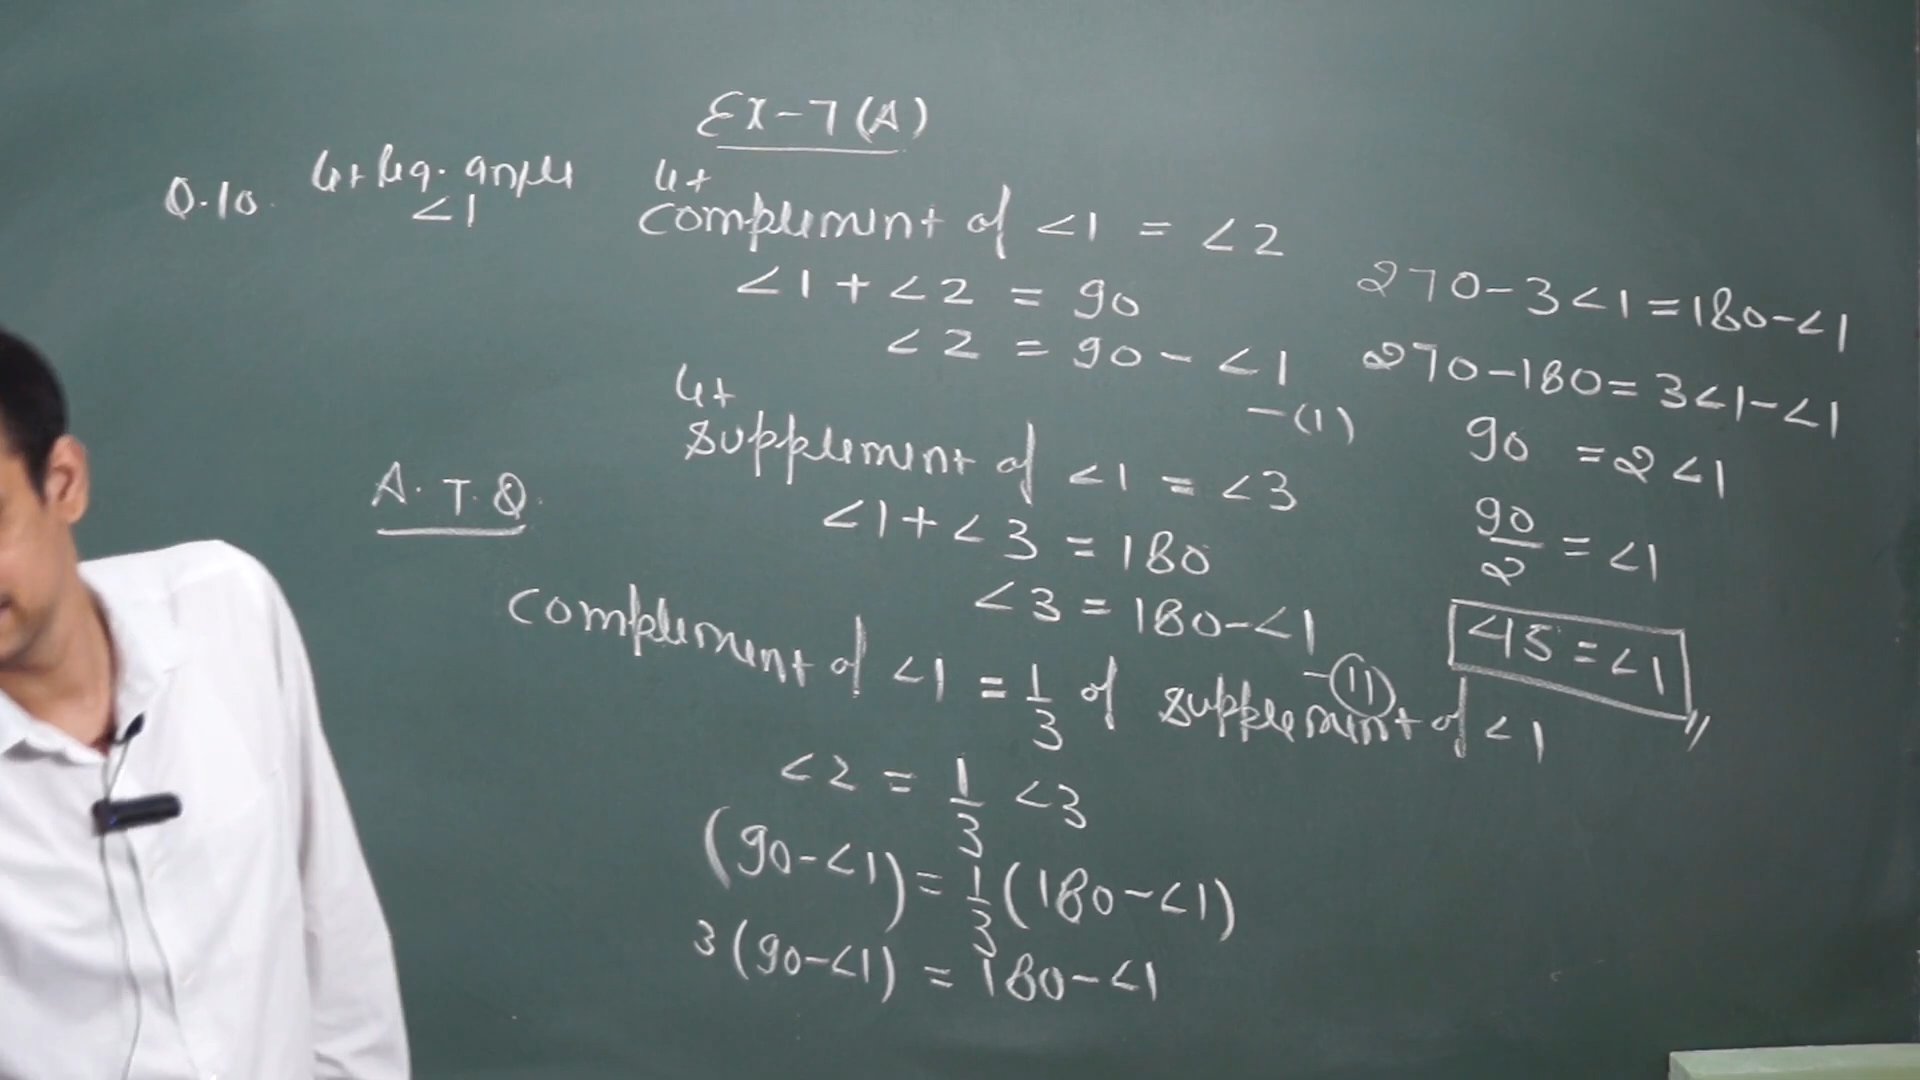 Ex-7(A)
Q.10. Let Req. angle
∠1
Let
complement of ∠1 = ∠2
∠1 + ∠2 = 90
∠2 = 90 - ∠1
-(1)
Let
supplement of ∠1 = ∠3
∠1 + ∠3 = 180
∠3 = 180 - ∠1
-(11)
A.T.Q.
complement of ∠1 = 1/3 of supplement of ∠1
∠2 = 1/3 ∠3
(90-∠1) = 1/3 (180-∠1)
3(90-∠1) = 180-∠1
270-3∠1 = 180-∠1
270-180 = 3∠1-∠1
90 = 2∠1
90/2 = ∠1
∠45 = ∠1